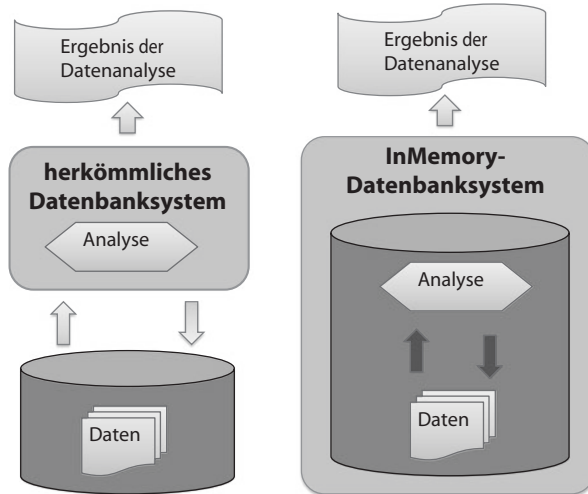 Ergebnis der
Datenanalyse
herkömmliches
Datenbanksystem
Analyse
Daten
Ergebnis der
Datenanalyse
InMemory-
Datenbanksystem
Analyse
Daten